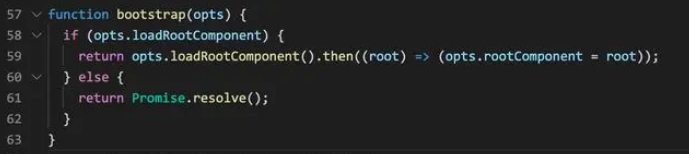 57 function bootstrap(opts) {
58 if (opts.loadRootComponent) {
59 return opts.loadRootComponent().then((root) => (opts.rootComponent = root));
60 } else {
61 return Promise.resolve();
62 }
63 }